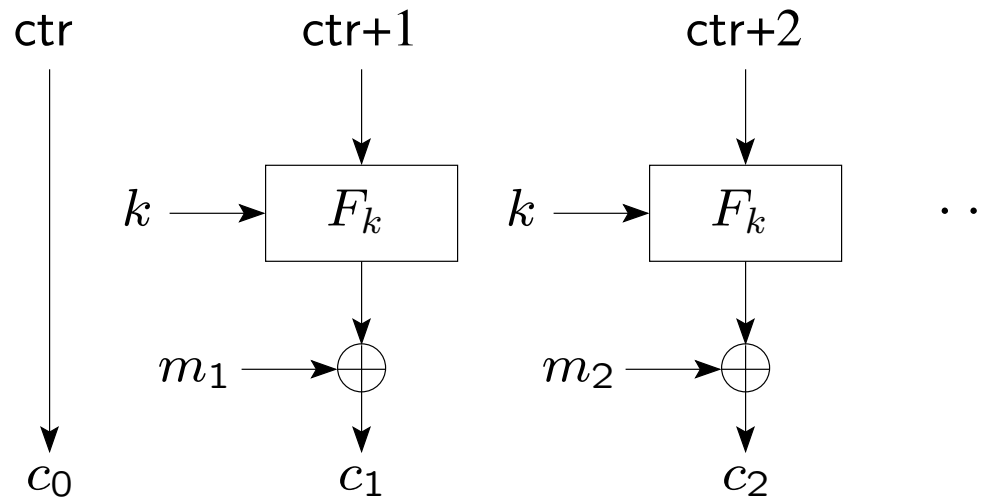 ctr ctr+1 ctr+2
k F_k k F_k ··
m_1 m_2
c_0 c_1 c_2